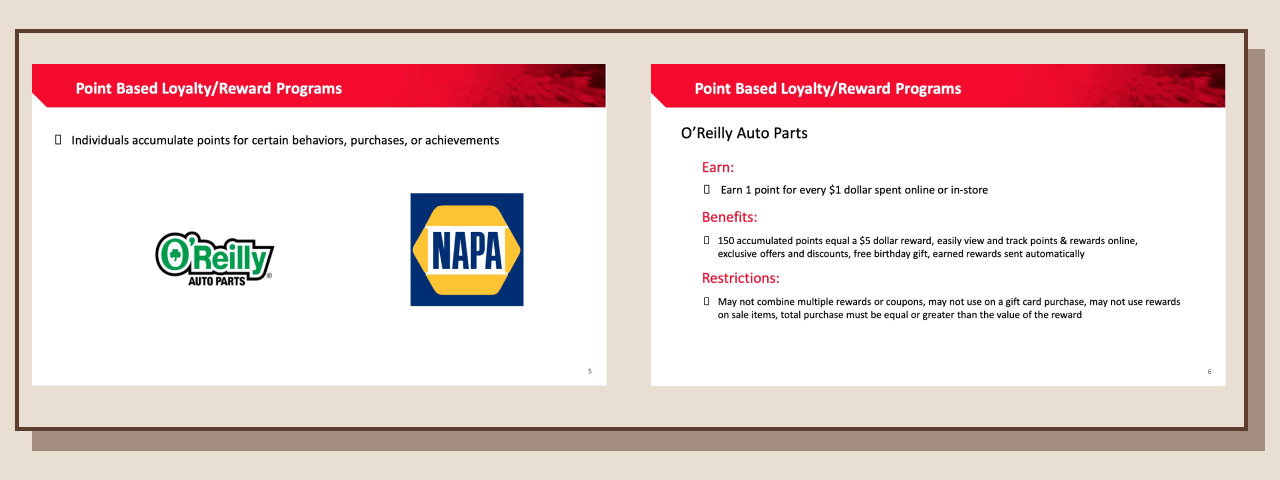 Point Based Loyalty/Reward Programs
Individuals accumulate points for certain behaviors, purchases, or achievements
O'Reilly
AUTO PARTS
®
NAPA
5
Point Based Loyalty/Reward Programs
O’Reilly Auto Parts
Earn:
Earn 1 point for every $1 dollar spent online or in-store
Benefits:
150 accumulated points equal a $5 dollar reward, easily view and track points & rewards online,
exclusive offers and discounts, free birthday gift, earned rewards sent automatically
Restrictions:
May not combine multiple rewards or coupons, may not use on a gift card purchase, may not use rewards
on sale items, total purchase must be equal or greater than the value of the reward
6